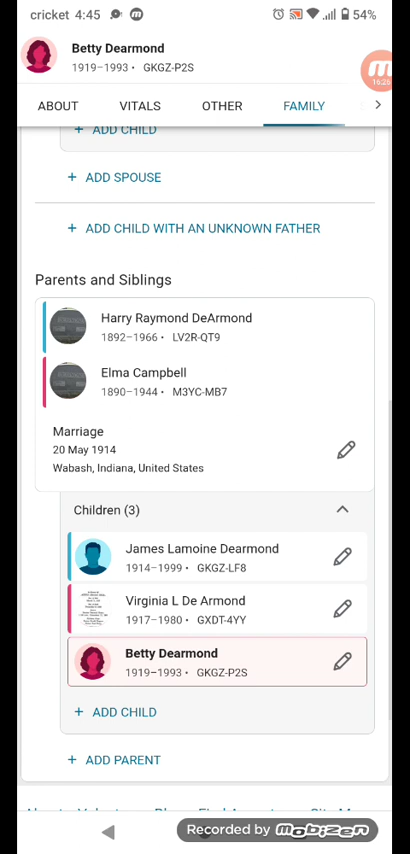 cricket 4:45
54%
Betty Dearmond
1919–1993 • GKGZ-P2S
16:26
ABOUT VITALS OTHER FAMILY
+ ADD CHILD
+ ADD SPOUSE
+ ADD CHILD WITH AN UNKNOWN FATHER
Parents and Siblings
Harry Raymond DeArmond
1892–1966 • LV2R-QT9
Elma Campbell
1890–1944 • M3YC-MB7
Marriage
20 May 1914
Wabash, Indiana, United States
Children (3)
James Lamoine Dearmond
1914–1999 • GKGZ-LF8
Virginia L De Armond
1917–1980 • GXDT-4YY
Betty Dearmond
1919–1993 • GKGZ-P2S
+ ADD CHILD
+ ADD PARENT
Recorded by mobizen